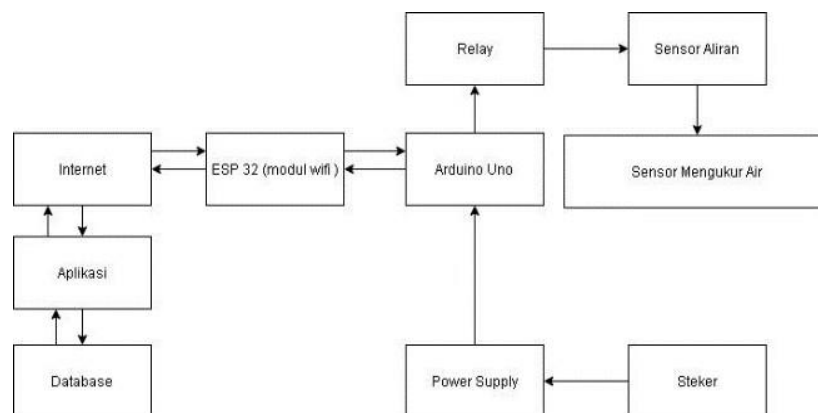 Relay
Sensor Aliran
Internet
ESP 32 (modul wifi )
Arduino Uno
Sensor Mengukur Air
Aplikasi
Database
Power Supply
Steker